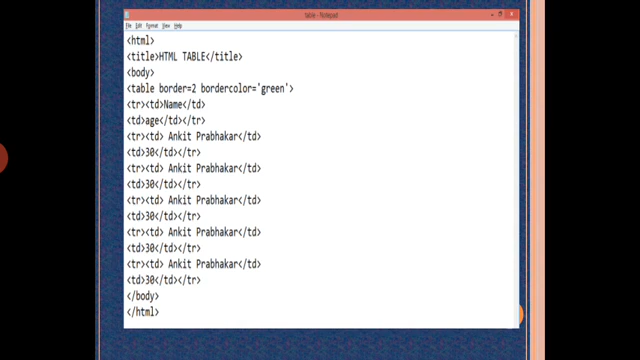 table - Notepad
File Edit Format View Help
<html>
<title>HTML TABLE</title>
<body>
<table border=2 bordercolor='green'>
<tr><td>Name</td>
<td>age</td></tr>
<tr><td> Ankit Prabhakar</td>
<td>30</td></tr>
<tr><td> Ankit Prabhakar</td>
<td>30</td></tr>
<tr><td> Ankit Prabhakar</td>
<td>30</td></tr>
<tr><td> Ankit Prabhakar</td>
<td>30</td></tr>
<tr><td> Ankit Prabhakar</td>
<td>30</td></tr>
</body>
</html>